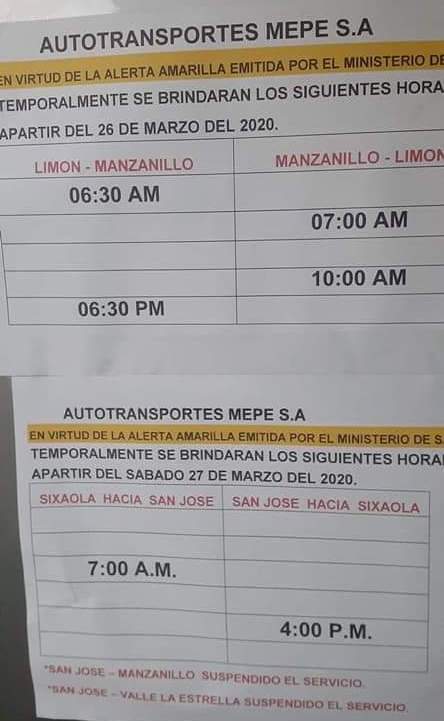 AUTOTRANSPORTES MEPE S.A
EN VIRTUD DE LA ALERTA AMARILLA EMITIDA POR EL MINISTERIO DE
TEMPORALMENTE SE BRINDARAN LOS SIGUIENTES HORA
APARTIR DEL 26 DE MARZO DEL 2020.
LIMON - MANZANILLO MANZANILLO - LIMON
06:30 AM
07:00 AM
10:00 AM
06:30 PM
AUTOTRANSPORTES MEPE S.A
EN VIRTUD DE LA ALERTA AMARILLA EMITIDA POR EL MINISTERIO DE S
TEMPORALMENTE SE BRINDARAN LOS SIGUIENTES HORA
APARTIR DEL SABADO 27 DE MARZO DEL 2020.
SIXAOLA HACIA SAN JOSE SAN JOSE HACIA SIXAOLA
7:00 A.M.
4:00 P.M.
*SAN JOSE – MANZANILLO SUSPENDIDO EL SERVICIO.
*SAN JOSE – VALLE LA ESTRELLA SUSPENDIDO EL SERVICIO.